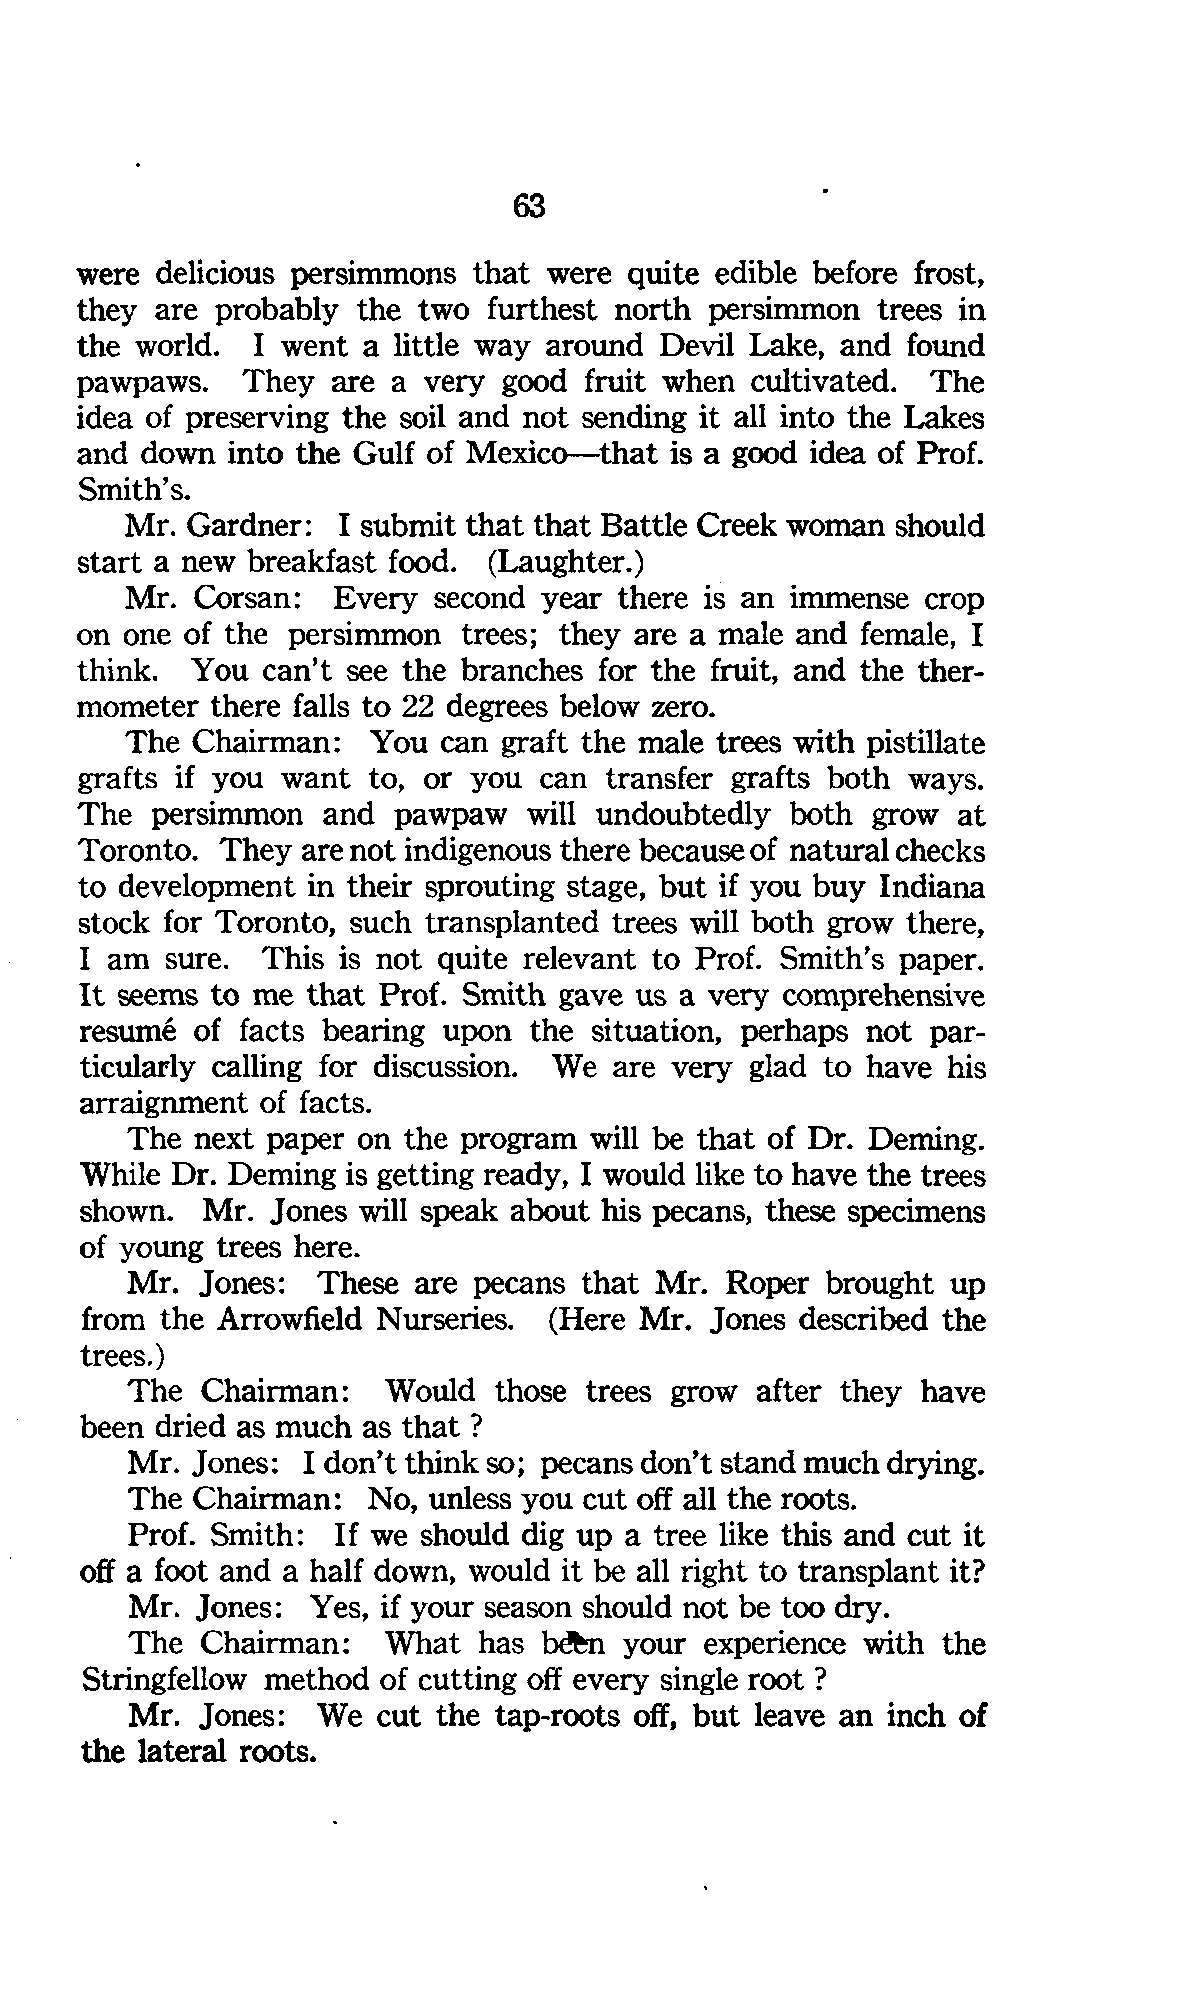 63
were delicious persimmons that were quite edible before frost,
they are probably the two furthest north persimmon trees in
the world. I went a little way around Devil Lake, and found
pawpaws. They are a very good fruit when cultivated. The
idea of preserving the soil and not sending it all into the Lakes
and down into the Gulf of Mexico—that is a good idea of Prof.
Smith's.
Mr. Gardner: I submit that that Battle Creek woman should
start a new breakfast food. (Laughter.)
Mr. Corsan: Every second year there is an immense crop
on one of the persimmon trees; they are a male and female, I
think. You can't see the branches for the fruit, and the ther-
mometer there falls to 22 degrees below zero.
The Chairman: You can graft the male trees with pistillate
grafts if you want to, or you can transfer grafts both ways.
The persimmon and pawpaw will undoubtedly both grow at
Toronto. They are not indigenous there because of natural checks
to development in their sprouting stage, but if you buy Indiana
stock for Toronto, such transplanted trees will both grow there,
I am sure. This is not quite relevant to Prof. Smith's paper.
It seems to me that Prof. Smith gave us a very comprehensive
resumé of facts bearing upon the situation, perhaps not par-
ticularly calling for discussion. We are very glad to have his
arraignment of facts.
The next paper on the program will be that of Dr. Deming.
While Dr. Deming is getting ready, I would like to have the trees
shown. Mr. Jones will speak about his pecans, these specimens
of young trees here.
Mr. Jones: These are pecans that Mr. Roper brought up
from the Arrowfield Nurseries. (Here Mr. Jones described the
trees.)
The Chairman: Would those trees grow after they have
been dried as much as that ?
Mr. Jones: I don't think so; pecans don't stand much drying.
The Chairman: No, unless you cut off all the roots.
Prof. Smith: If we should dig up a tree like this and cut it
off a foot and a half down, would it be all right to transplant it?
Mr. Jones: Yes, if your season should not be too dry.
The Chairman: What has been your experience with the
Stringfellow method of cutting off every single root ?
Mr. Jones: We cut the tap-roots off, but leave an inch of
the lateral roots.